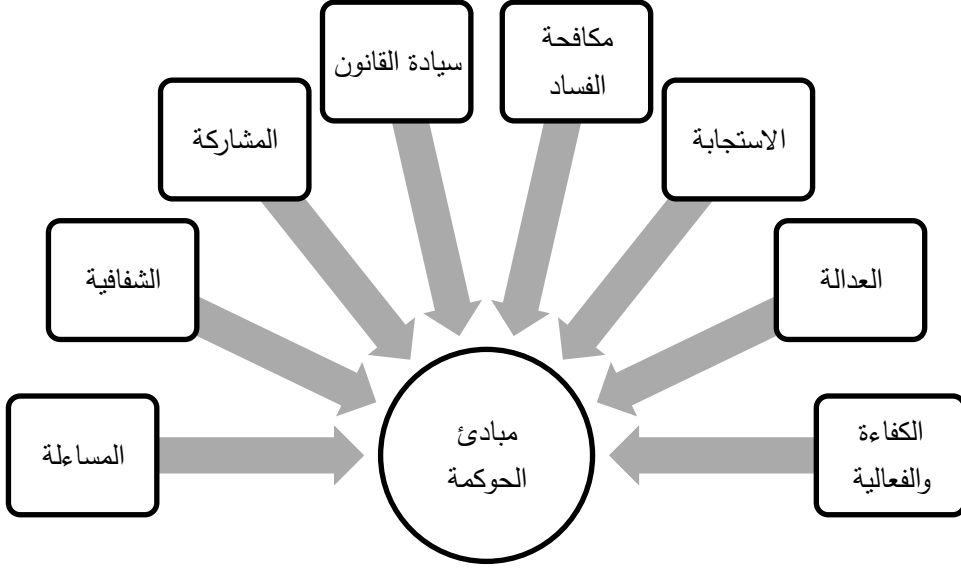 مكافحة
الفساد
سيادة القانون
الاستجابة
المشاركة
العدالة
الشفافية
الكفاءة
والفعالية
المساءلة
مبادئ
الحوكمة